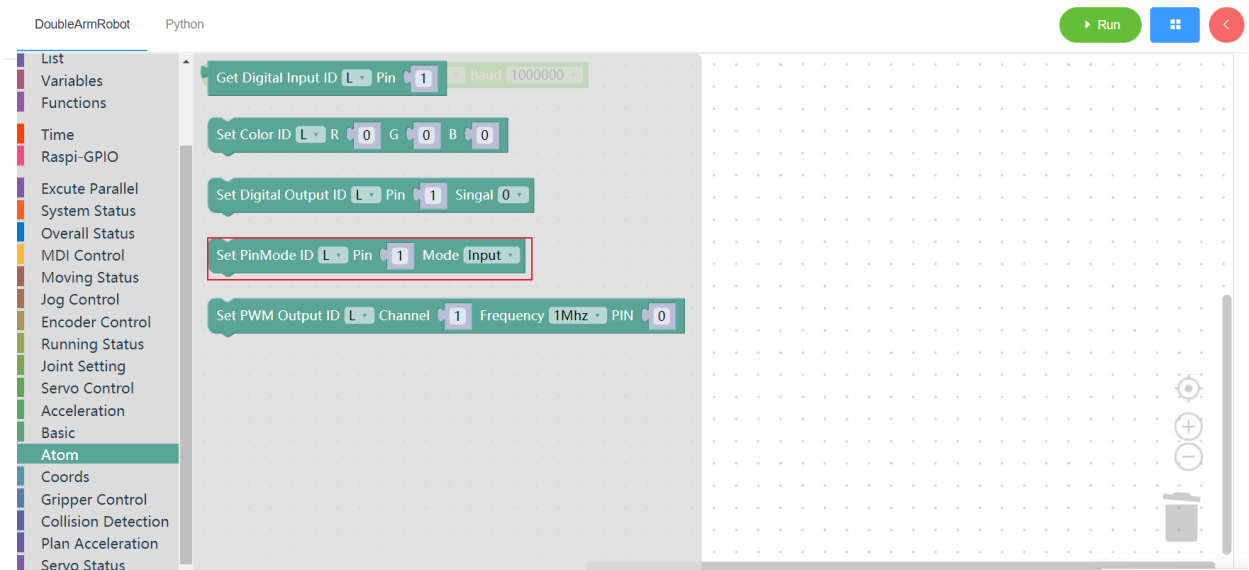 DoubleArmRobot Python Run
List
Variables
Functions
Time
Raspi-GPIO
Excute Parallel
System Status
Overall Status
MDI Control
Moving Status
Jog Control
Encoder Control
Running Status
Joint Setting
Servo Control
Acceleration
Basic
Atom
Coords
Gripper Control
Collision Detection
Plan Acceleration
Servo Status
Get Digital Input ID L Pin 1 Baud 1000000
Set Color ID L R 0 G 0 B 0
Set Digital Output ID L Pin 1 Singal 0
Set PinMode ID L Pin 1 Mode Input
Set PWM Output ID L Channel 1 Frequency 1Mhz PIN 0